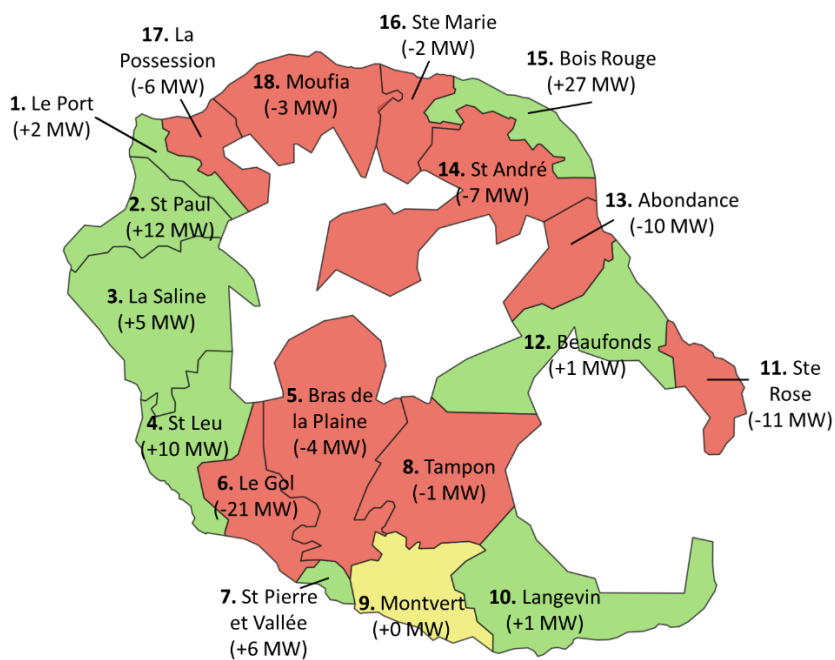 16. Ste Marie
(-2 MW)
17. La
Possession
(-6 MW)
18. Moufia
(-3 MW)
15. Bois Rouge
(+27 MW)
1. Le Port
(+2 MW)
14. St André
(-7 MW)
2. St Paul
(+12 MW)
13. Abondance
(-10 MW)
3. La Saline
(+5 MW)
12. Beaufonds
(+1 MW)
11. Ste
Rose
(-11 MW)
5. Bras de
la Plaine
(-4 MW)
4. St Leu
(+10 MW)
8. Tampon
(-1 MW)
6. Le Gol
(-21 MW)
7. St Pierre
et Vallée
(+6 MW)
9. Montvert
(+0 MW)
10. Langevin
(+1 MW)